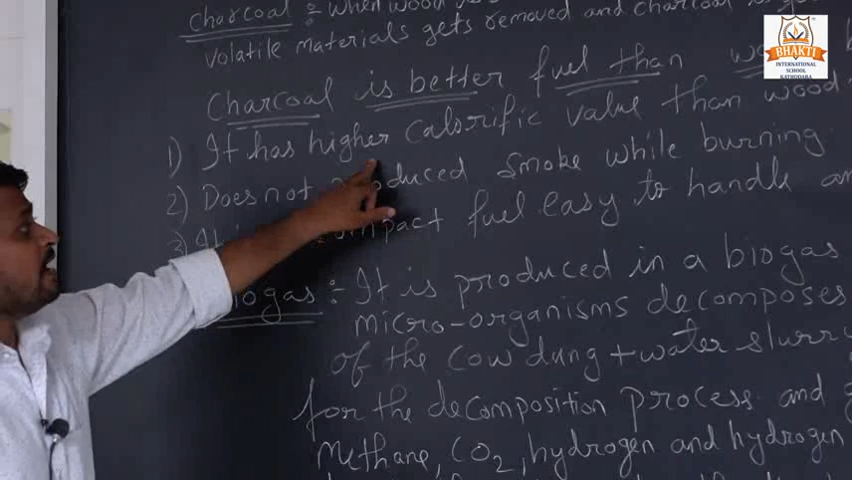 charcoal : when wood is
volatile materials gets removed and charcoal is
Charcoal is better fuel than
1) It has higher calorific value than wood.
2) Does not produced smoke while burning
3) It compact fuel easy to handle an
Biogas :- It is produced in a biogas
micro-organisms decomposes
of the cow dung + water slurry
for the decomposition process and
Methane, CO2, hydrogen and hydrogen
BHAKTI
INTERNATIONAL
SCHOOL